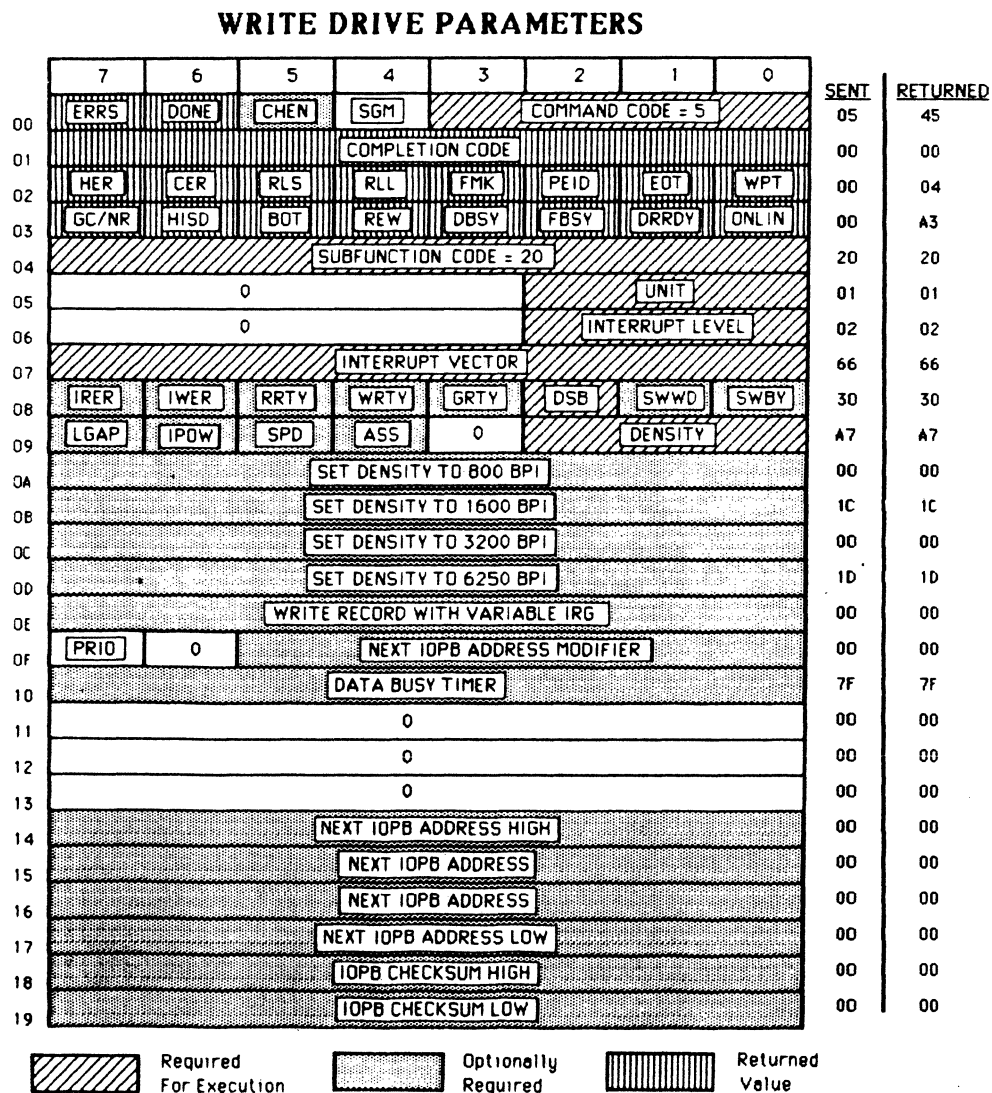 WRITE DRIVE PARAMETERS
7 6 5 4 3 2 1 0 SENT RETURNED
00 ERRS DONE CHEN SGM COMMAND CODE = 5 05 45
01 COMPLETION CODE 00 00
02 HER CER RLS RLL FMK PEID EOT WPT 00 04
03 GC/NR HISD BOT REW DBSY FBSY DRRDY ONLIN 00 A3
04 SUBFUNCTION CODE = 20 20 20
05 0 UNIT 01 01
06 0 INTERRUPT LEVEL 02 02
07 INTERRUPT VECTOR 66 66
08 IRER IWER RRTY WRTY GRTY DSB SWWD SWBY 30 30
09 LGAP IPOW SPD ASS 0 DENSITY A7 A7
0A SET DENSITY TO 800 BPI 00 00
0B SET DENSITY TO 1600 BPI 1C 1C
0C SET DENSITY TO 3200 BPI 00 00
0D SET DENSITY TO 6250 BPI 1D 1D
0E WRITE RECORD WITH VARIABLE IRG 00 00
0F PRIO 0 NEXT IOPB ADDRESS MODIFIER 00 00
10 DATA BUSY TIMER 7F 7F
11 0 00 00
12 0 00 00
13 0 00 00
14 NEXT IOPB ADDRESS HIGH 00 00
15 NEXT IOPB ADDRESS 00 00
16 NEXT IOPB ADDRESS 00 00
17 NEXT IOPB ADDRESS LOW 00 00
18 IOPB CHECKSUM HIGH 00 00
19 IOPB CHECKSUM LOW 00 00
Required For Execution
Optionally Required
Returned Value